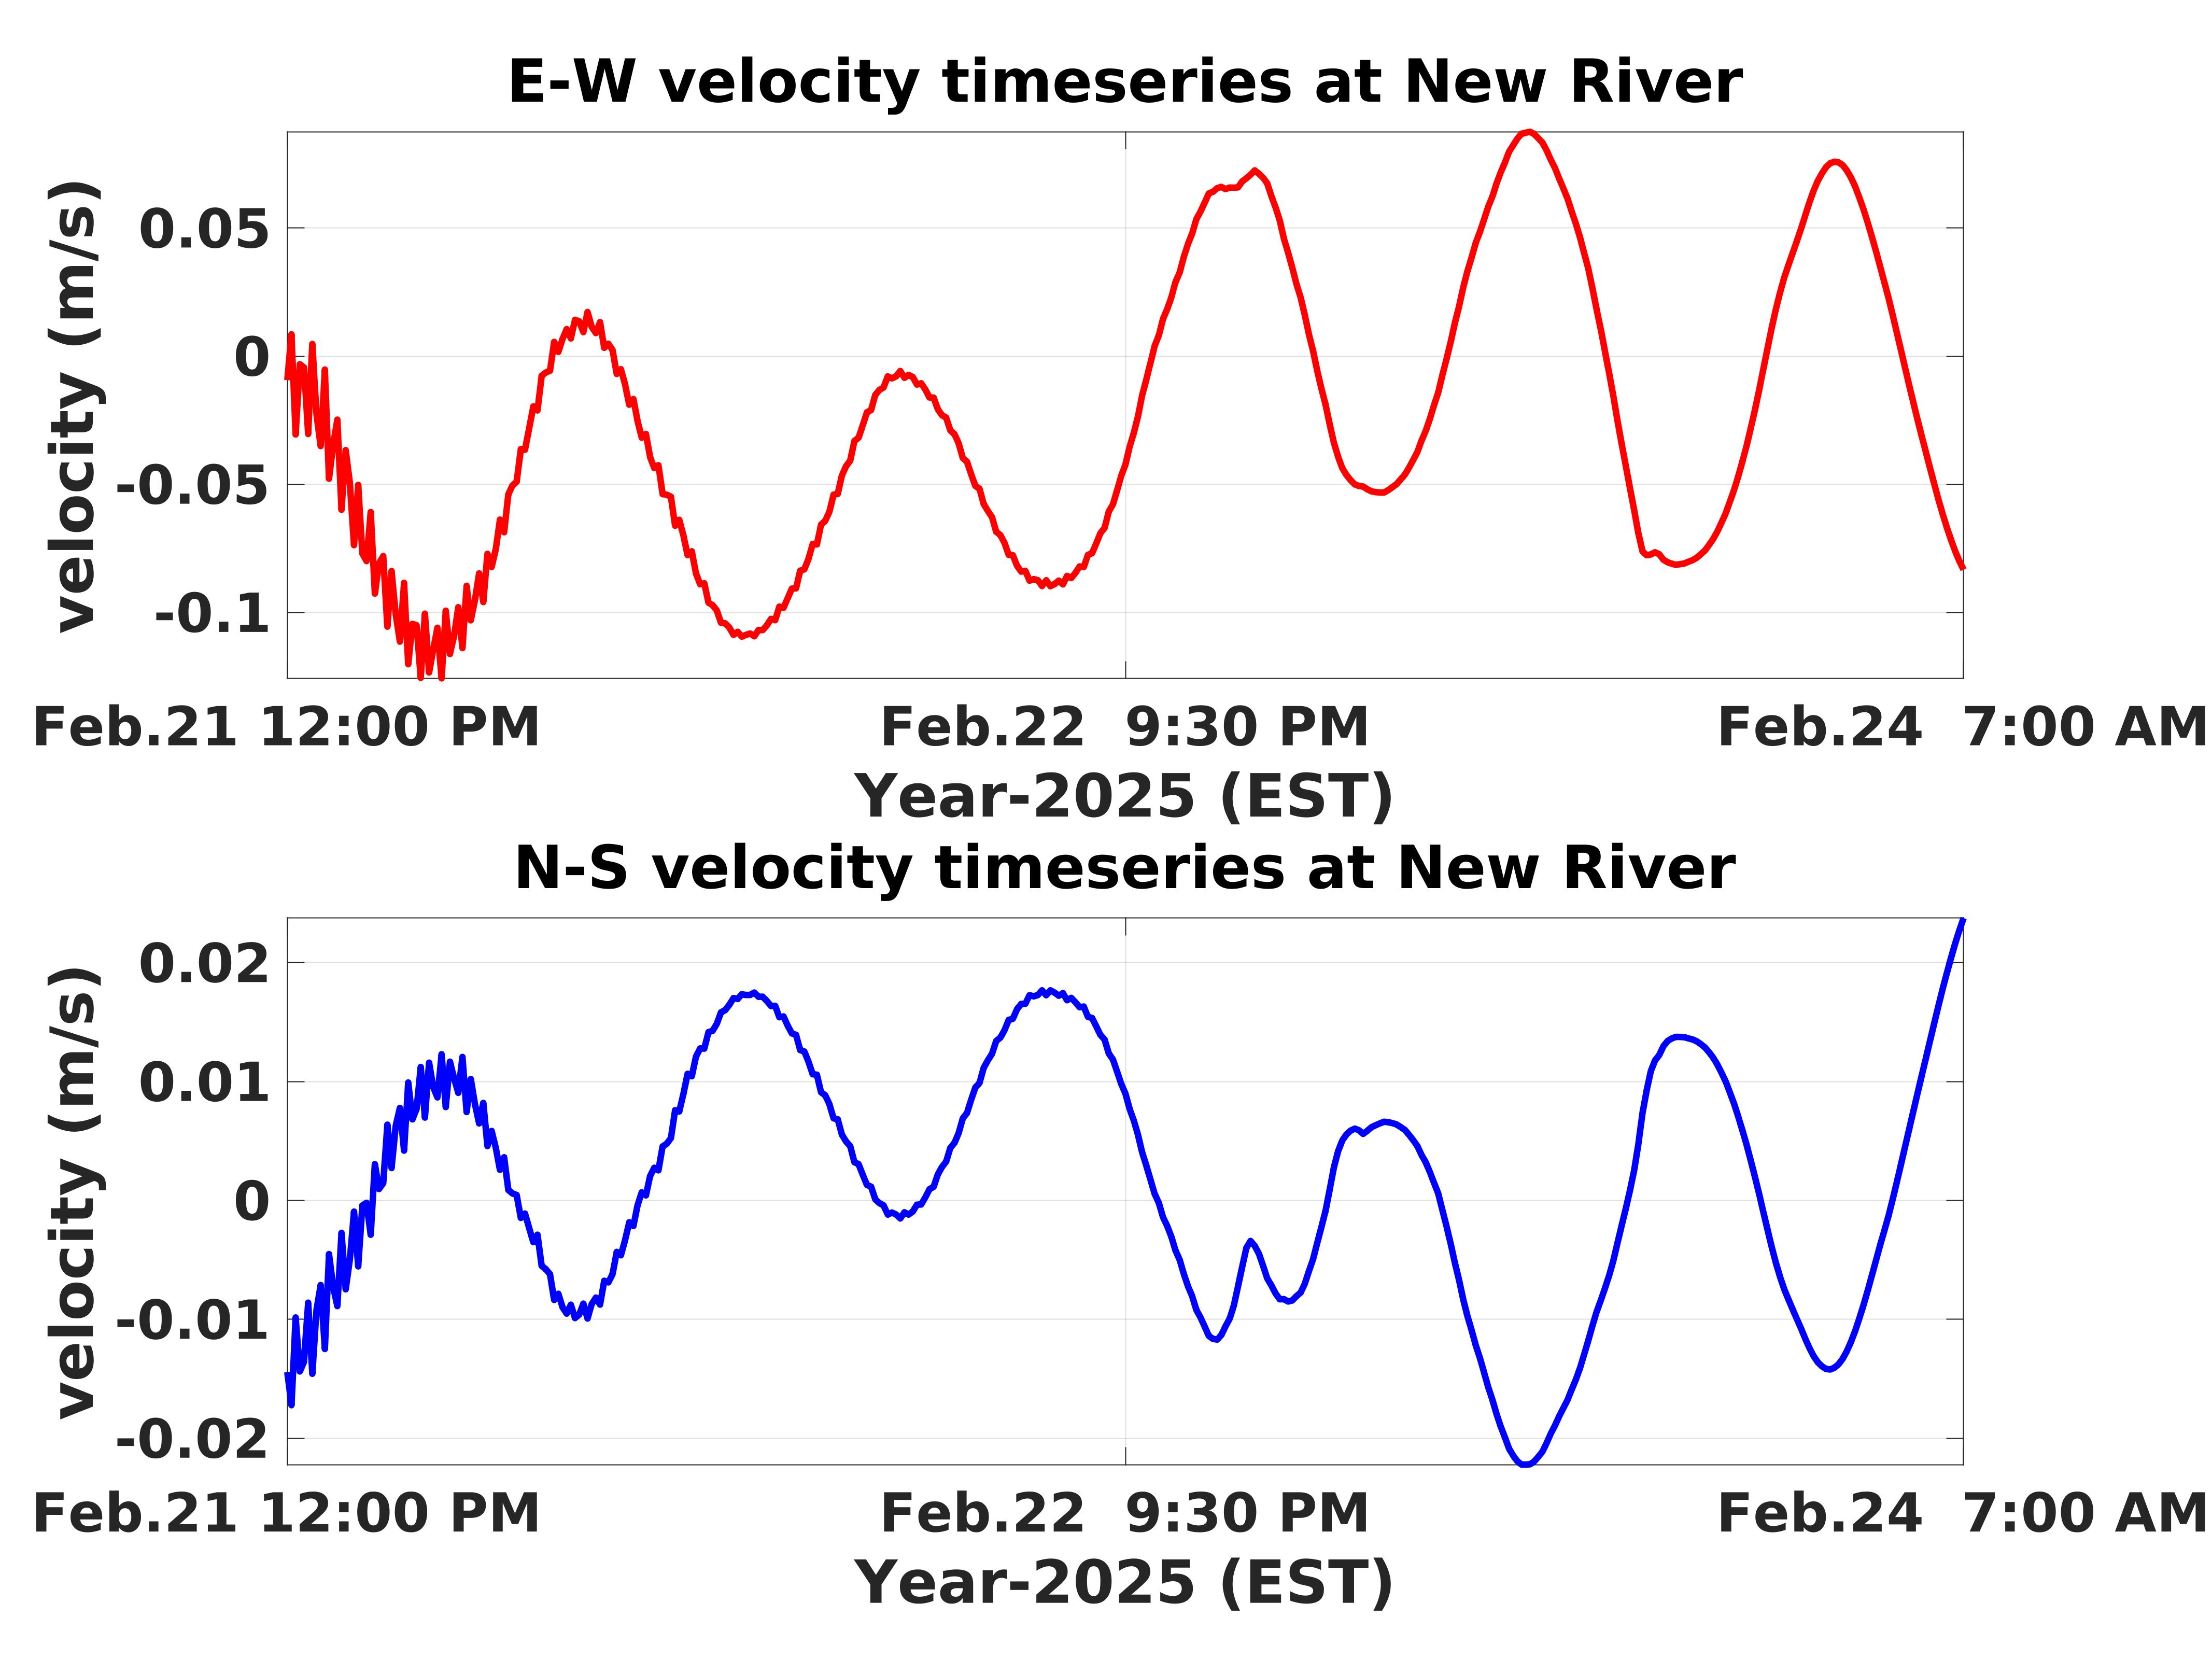 E-W velocity timeseries at New River
velocity (m/s)
0.05
0
-0.05
-0.1
Feb.21 12:00 PM
Feb.22  9:30 PM
Feb.24  7:00 AM
Year-2025 (EST)
N-S velocity timeseries at New River
velocity (m/s)
0.02
0.01
0
-0.01
-0.02
Feb.21 12:00 PM
Feb.22  9:30 PM
Feb.24  7:00 AM
Year-2025 (EST)